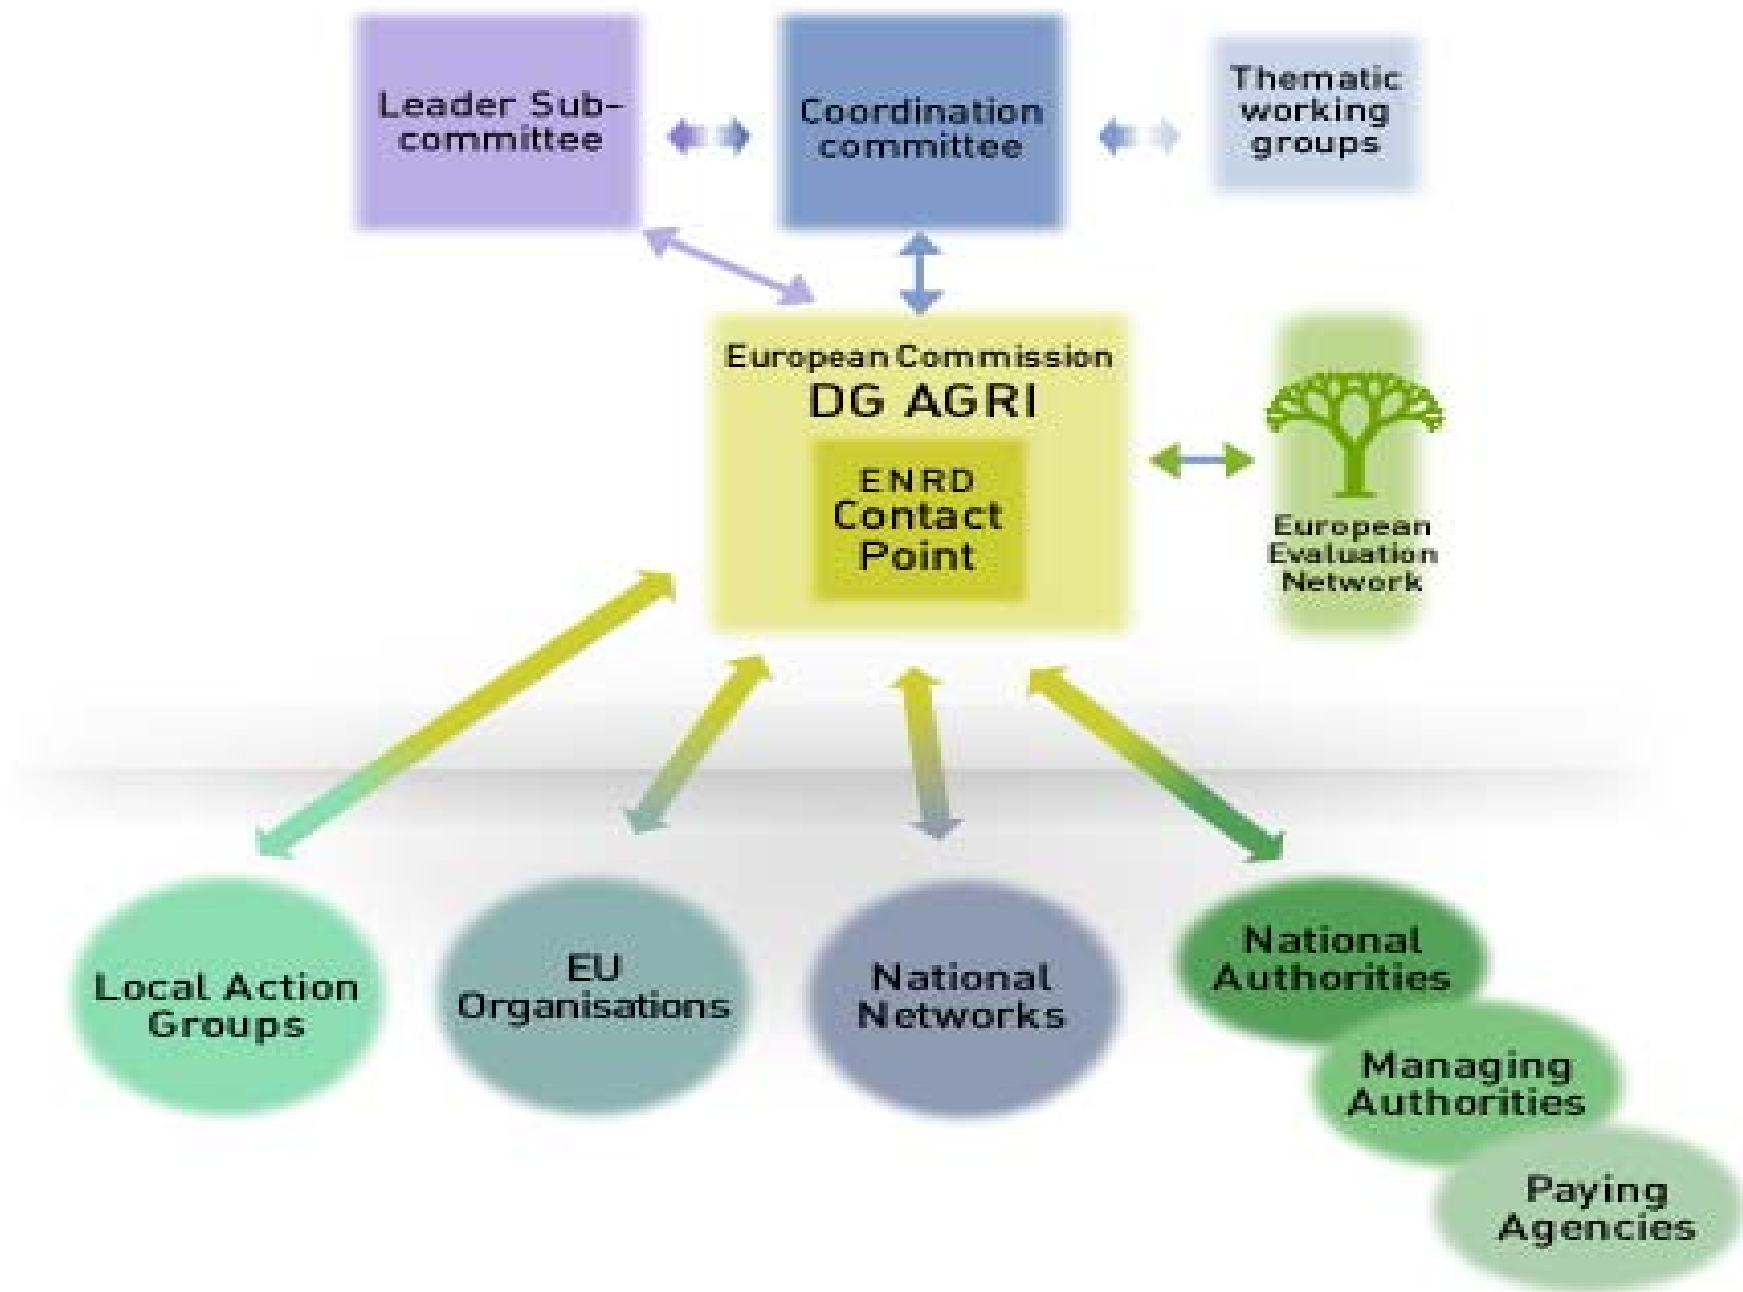 Leader Sub-
committee
Coordination
committee
Thematic
working
groups
European Commission
DG AGRI
ENRD
Contact
Point
European
Evaluation
Network
Local Action
Groups
EU
Organisations
National
Networks
National
Authorities
Managing
Authorities
Paying
Agencies